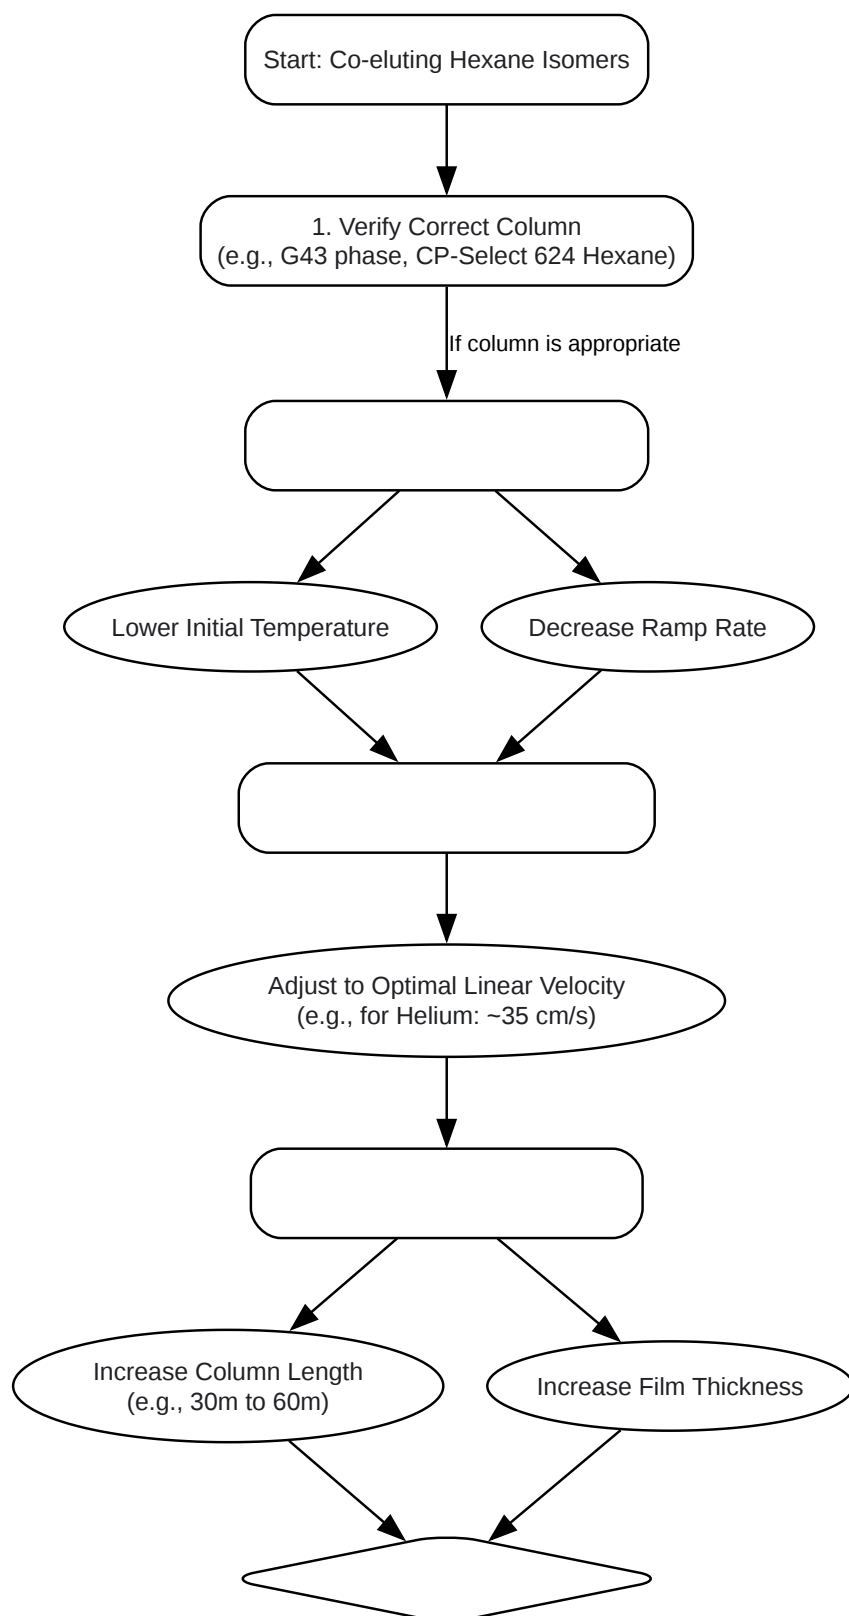 Start: Co-eluting Hexane Isomers
1. Verify Correct Column
(e.g., G43 phase, CP-Select 624 Hexane)
If column is appropriate
Lower Initial Temperature
Decrease Ramp Rate
Adjust to Optimal Linear Velocity
(e.g., for Helium: ~35 cm/s)
Increase Column Length
(e.g., 30m to 60m)
Increase Film Thickness